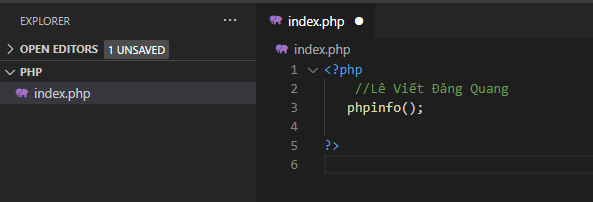 EXPLORER
OPEN EDITORS 1 UNSAVED
PHP
index.php
index.php
index.php
1 <?php
2 //Lê Viết Đăng Quang
3 phpinfo();
4
5 ?>
6